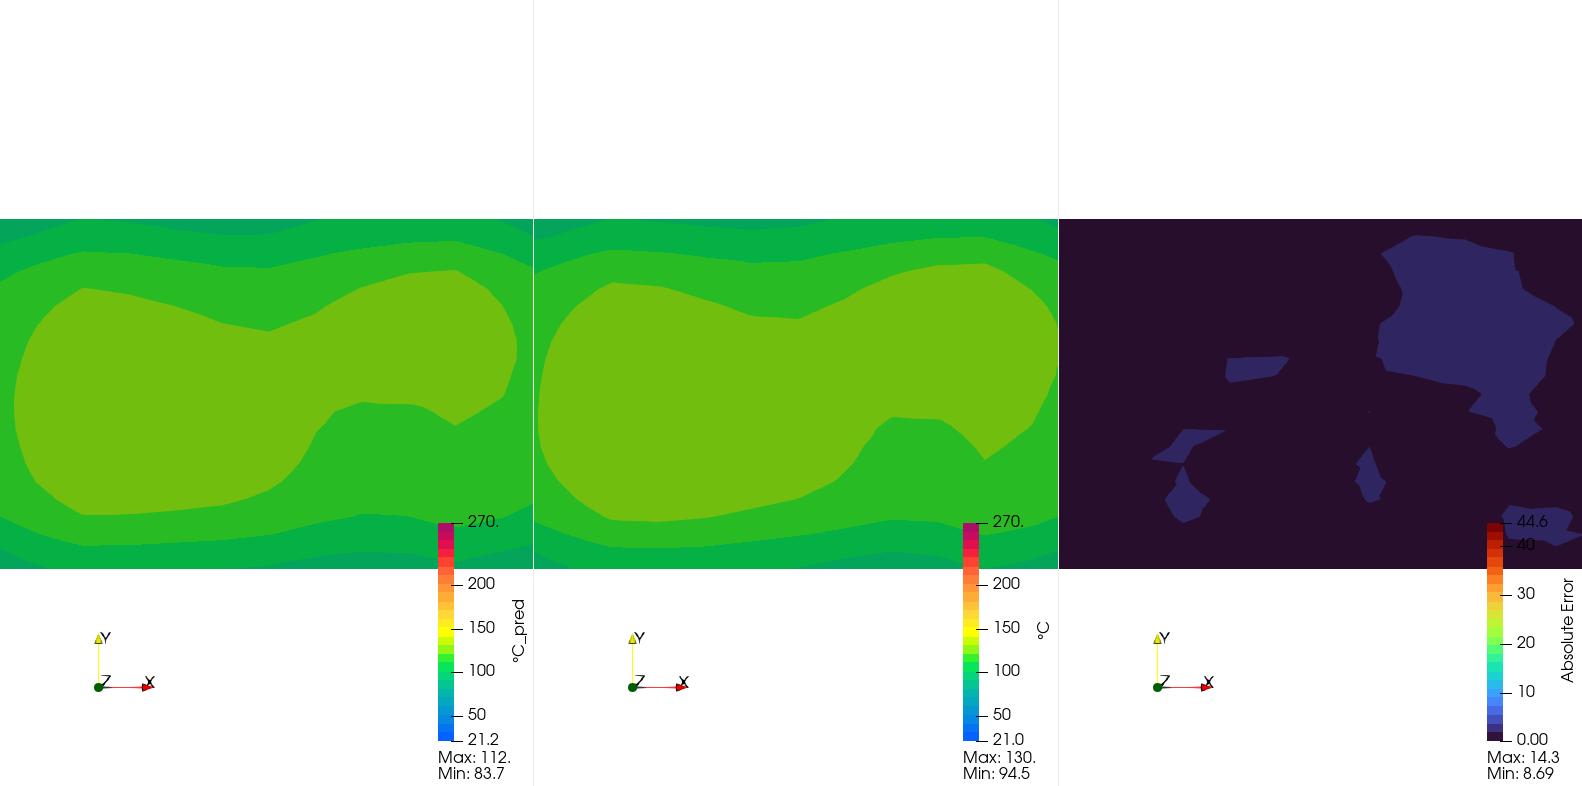 270.
200
150
100
50
21.2
°C_pred
Max: 112.
Min: 83.7
Y
Z
X
270.
200
150
100
50
21.0
°C
Max: 130.
Min: 94.5
Y
Z
X
44.6
40
30
20
10
0.00
Absolute Error
Max: 14.3
Min: 8.69
Y
Z
X